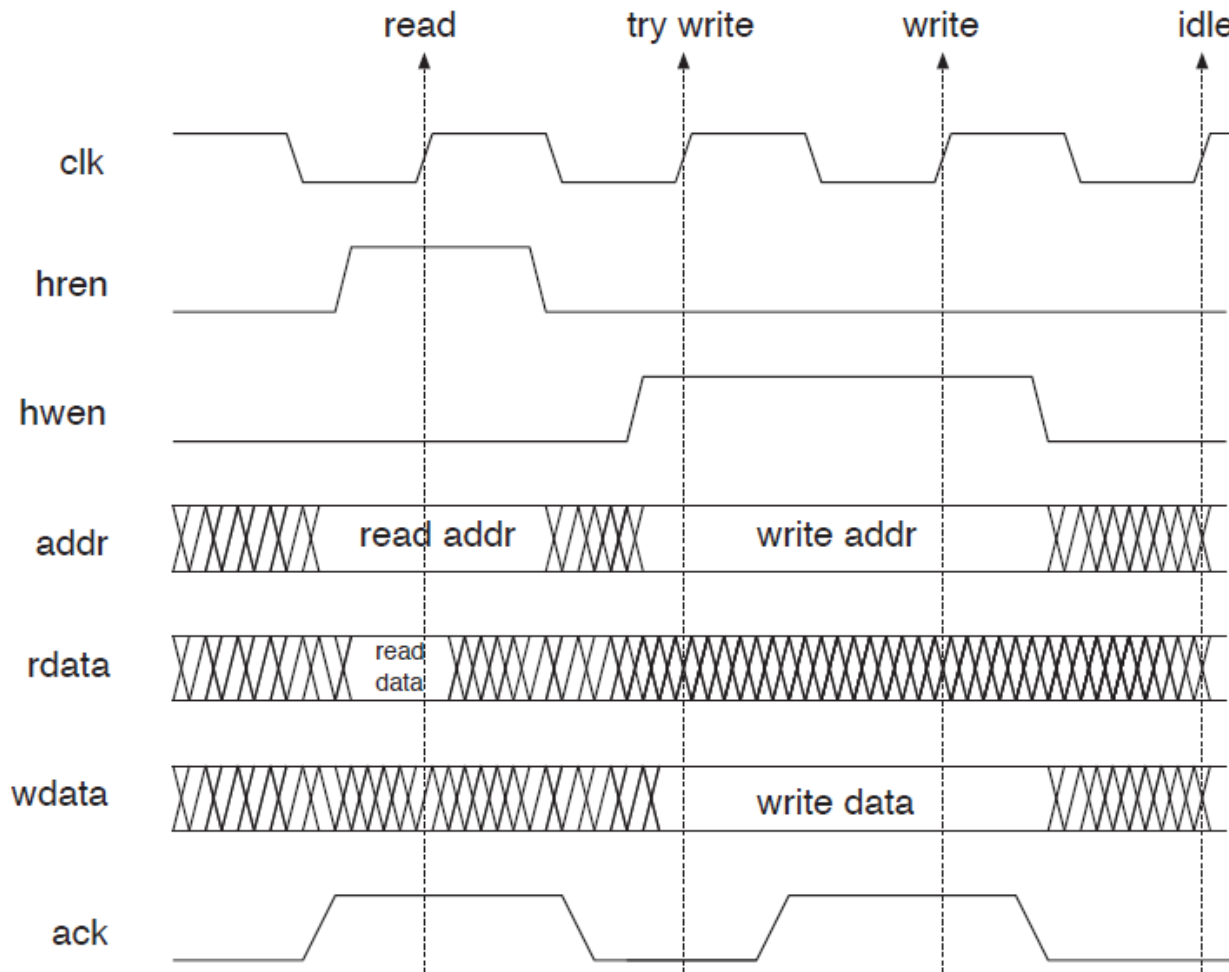 read try write write idle
clk
hren
hwen
addr read addr write addr
rdata read
data
wdata write data
ack